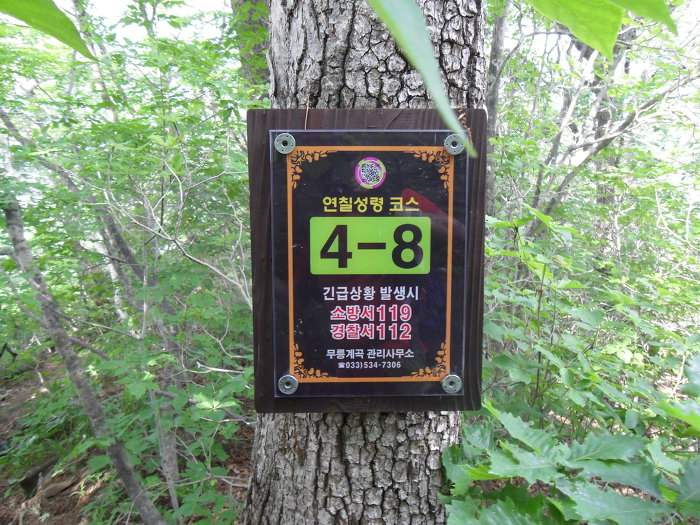 연칠성령 코스
4-8
긴급상황 발생시
소방서119
경찰서112
무릉계곡 관리사무소
☎033)534-7306